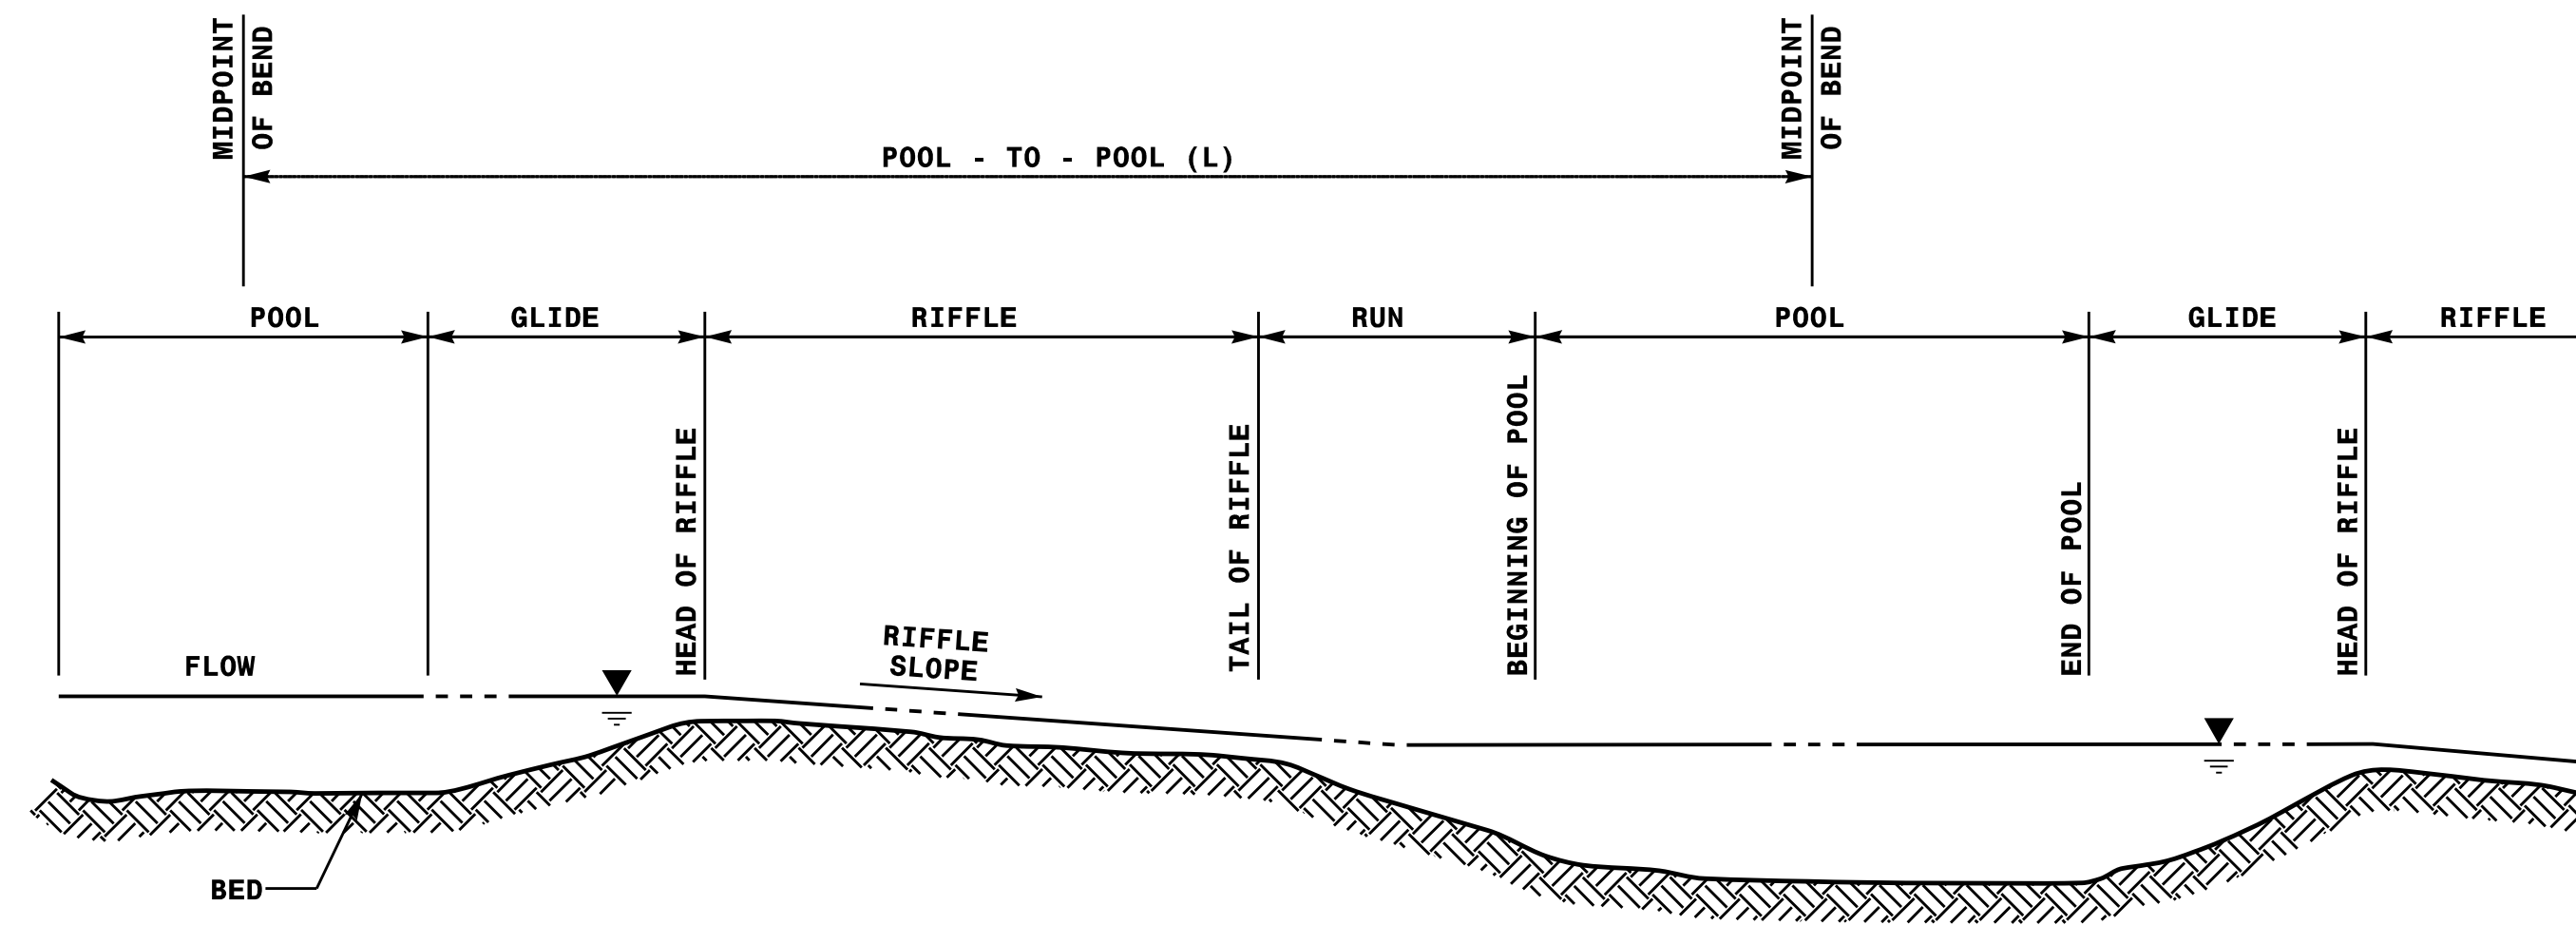 MIDPOINT
OF BEND
MIDPOINT
OF BEND
POOL - TO - POOL (L)
POOL
GLIDE
RIFFLE
RUN
POOL
GLIDE
RIFFLE
HEAD OF RIFFLE
TAIL OF RIFFLE
BEGINNING OF POOL
END OF POOL
HEAD OF RIFFLE
FLOW
RIFFLE
SLOPE
BED